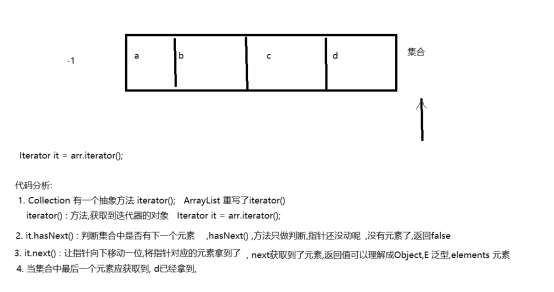 集合
-1 a b c d
Iterator it = arr.iterator();
代码分析:
1. Collection 有一个抽象方法 iterator(); ArrayList 重写了iterator()
iterator() : 方法,获取到迭代器的对象 Iterator it = arr.iterator();
2. it.hasNext() : 判断集合中是否有下一个元素 ,hasNext() ,方法只做判断,指针还没动呢 ,没有元素了,返回false
3. it.next() : 让指针向下移动一位,将指针对应的元素拿到了 , next获取到了元素,返回值可以理解成Object,E 泛型,elements 元素
4. 当集合中最后一个元素应获取到, d已经拿到,